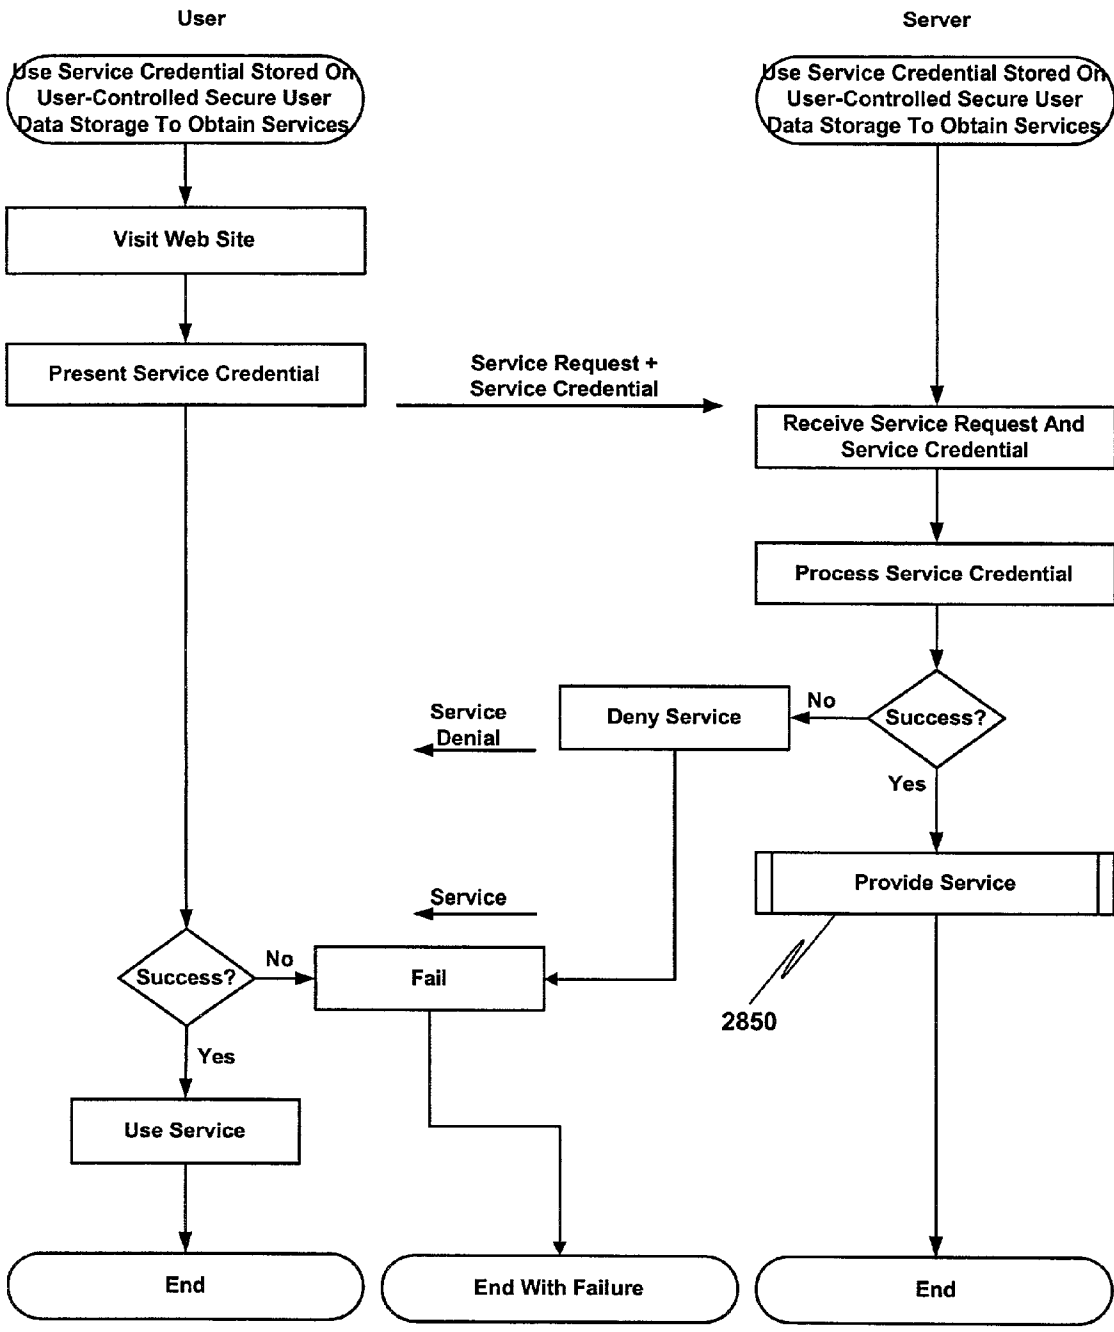 User
Server
Use Service Credential Stored On
User-Controlled Secure User
Data Storage To Obtain Services
Use Service Credential Stored On
User-Controlled Secure User
Data Storage To Obtain Services
Visit Web Site
Present Service Credential
Service Request +
Service Credential
Receive Service Request And
Service Credential
Process Service Credential
Success?
No
Deny Service
Service
Denial
Yes
Provide Service
2850
Service
Success?
No
Fail
Yes
Use Service
End
End With Failure
End